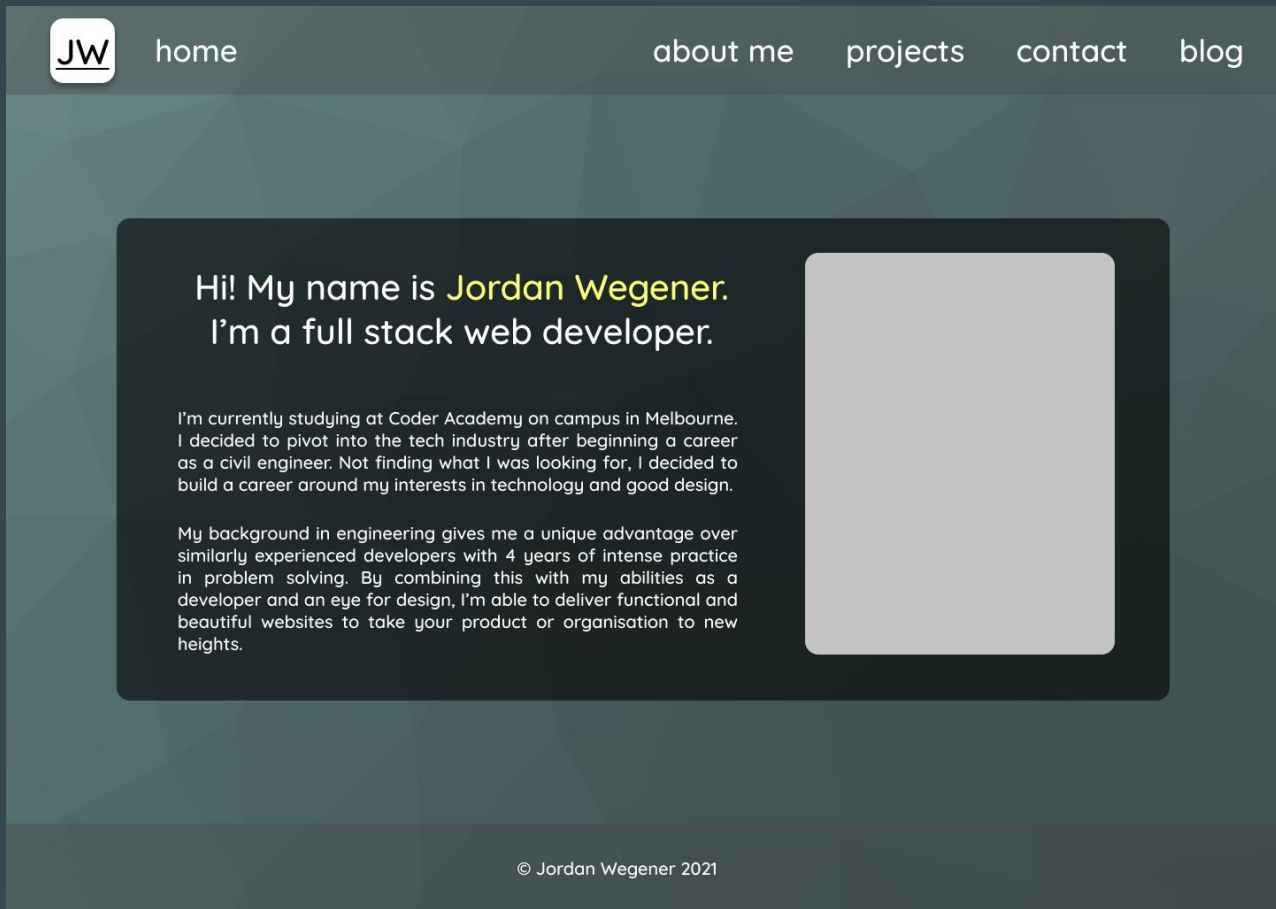 JW
home
about me
projects
contact
blog
Hi! My name is Jordan Wegener.
I’m a full stack web developer.
I’m currently studying at Coder Academy on campus in Melbourne.
I decided to pivot into the tech industry after beginning a career
as a civil engineer. Not finding what I was looking for, I decided to
build a career around my interests in technology and good design.
My background in engineering gives me a unique advantage over
similarly experienced developers with 4 years of intense practice
in problem solving. By combining this with my abilities as a
developer and an eye for design, I’m able to deliver functional and
beautiful websites to take your product or organisation to new
heights.
© Jordan Wegener 2021